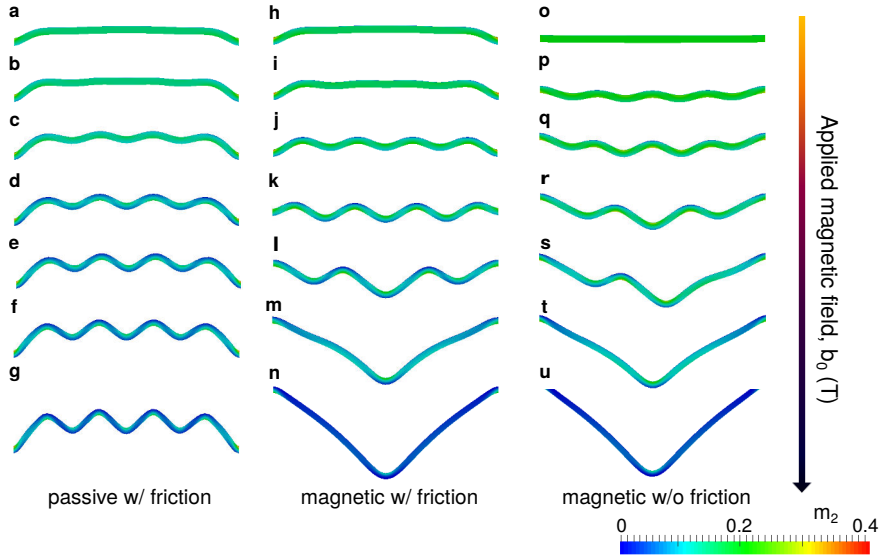 a
h
o
b
i
p
c
j
q
d
k
r
e
l
s
f
m
t
g
n
u
Applied magnetic field, b₀ (T)
passive w/ friction
magnetic w/ friction
magnetic w/o friction
m₂
0
0.2
0.4